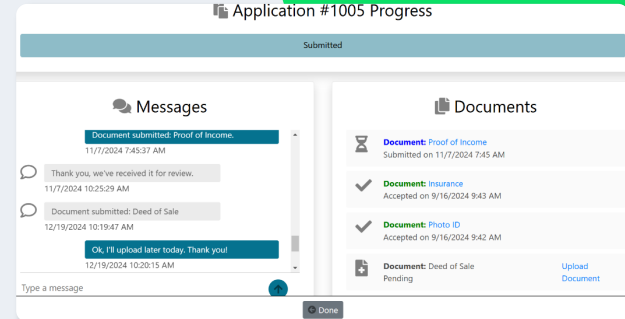 Application #1005 Progress
Submitted
Messages
Document submitted: Proof of Income.
11/7/2024 7:45:37 AM
Thank you, we've received it for review.
11/7/2024 10:25:29 AM
Document submitted: Deed of Sale
12/19/2024 10:19:47 AM
Ok, I'll upload later today. Thank you!
12/19/2024 10:20:15 AM
Type a message
Documents
Document: Proof of Income
Submitted on 11/7/2024 7:45 AM
Document: Insurance
Accepted on 9/16/2024 9:43 AM
Document: Photo ID
Accepted on 9/16/2024 9:42 AM
Document: Deed of Sale
Pending
Upload
Document
Done